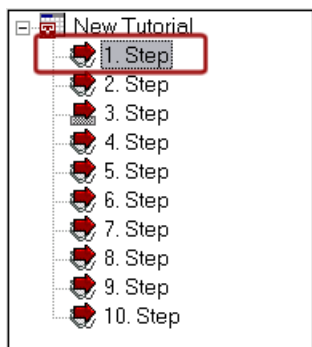 New Tutorial
1. Step
2. Step
3. Step
4. Step
5. Step
6. Step
7. Step
8. Step
9. Step
10. Step